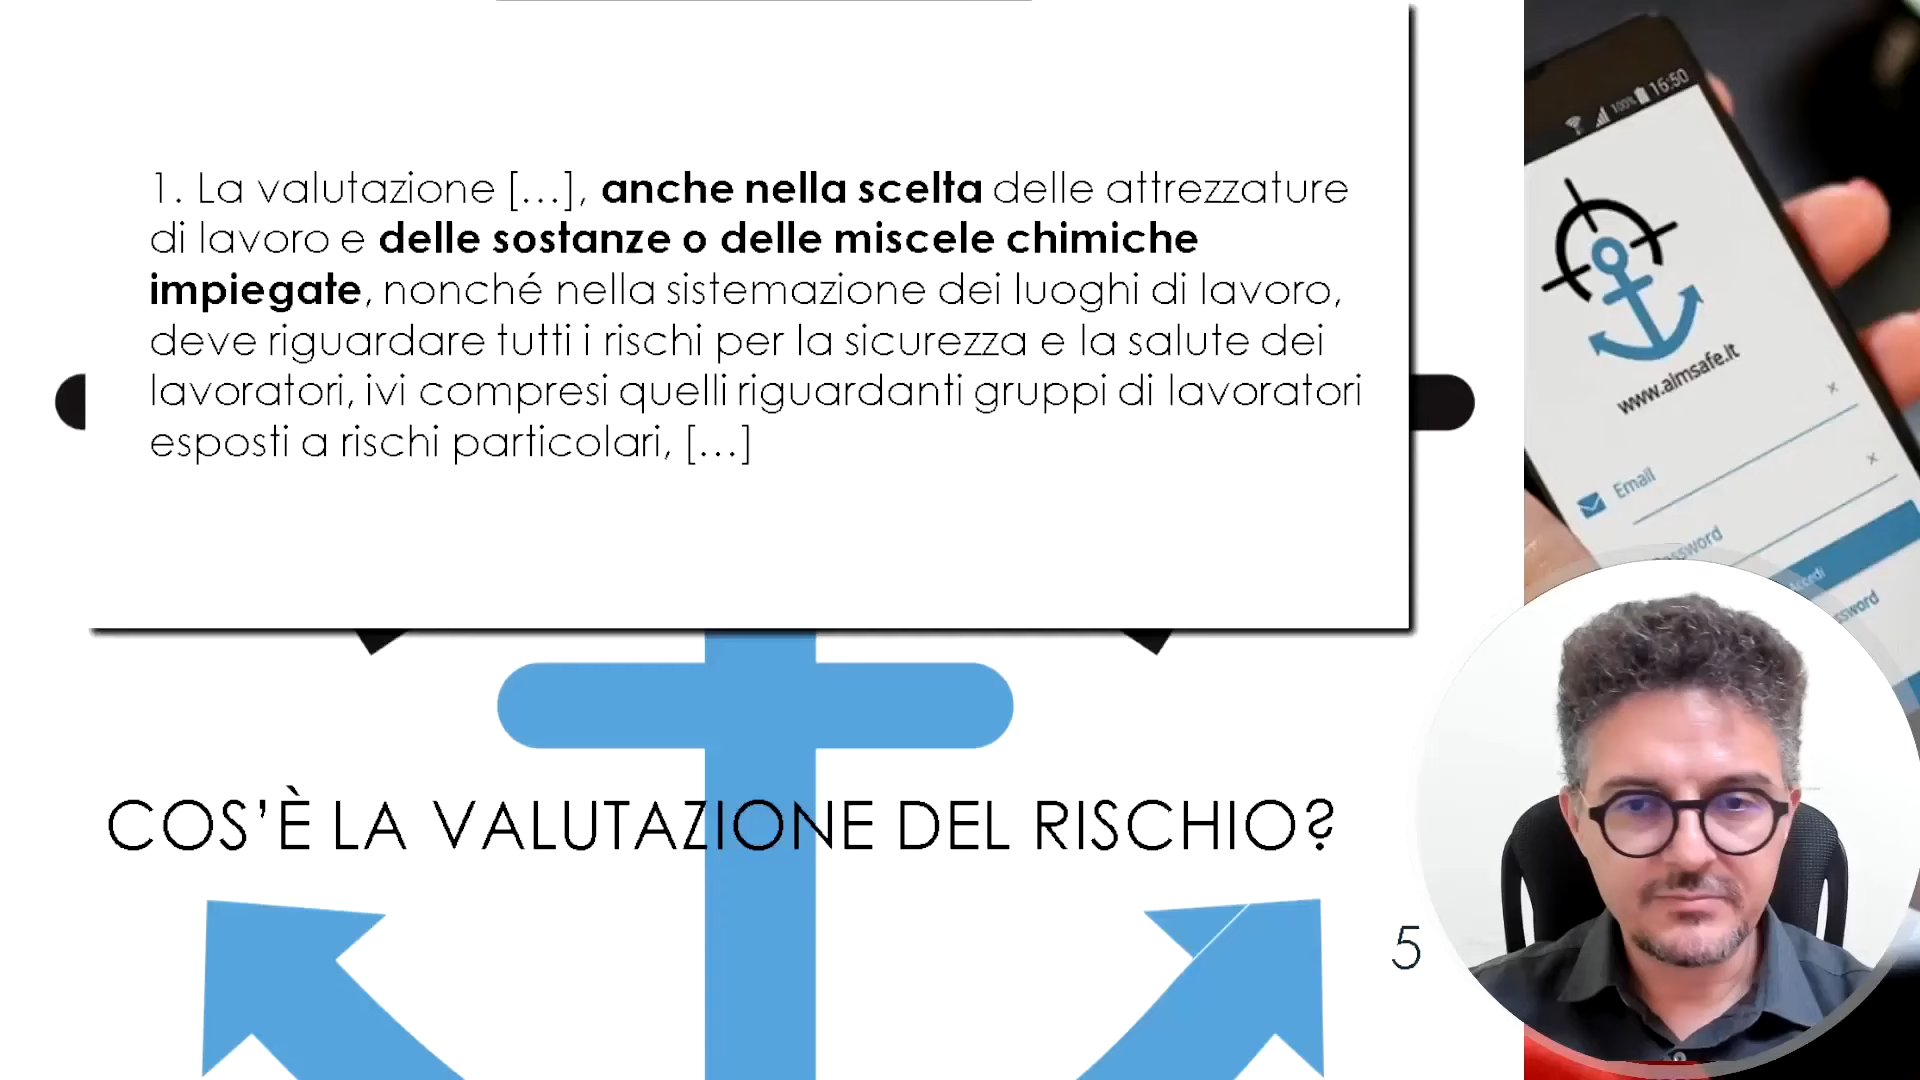 1. La valutazione […], anche nella scelta delle attrezzature
di lavoro e delle sostanze o delle miscele chimiche
impiegate, nonché nella sistemazione dei luoghi di lavoro,
deve riguardare tutti i rischi per la sicurezza e la salute dei
lavoratori, ivi compresi quelli riguardanti gruppi di lavoratori
esposti a rischi particolari, […]
COS’È LA VALUTAZIONE DEL RISCHIO?
5
100% 16:50
www.aimsafe.it
Email
Accedi